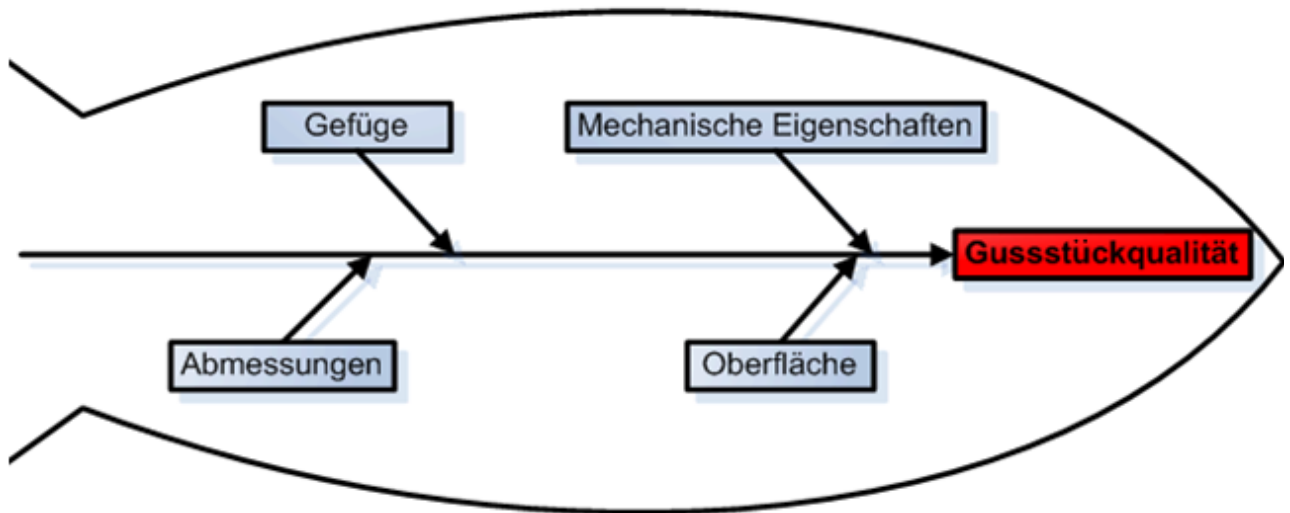 Gefüge
Mechanische Eigenschaften
Gussstückqualität
Abmessungen
Oberfläche